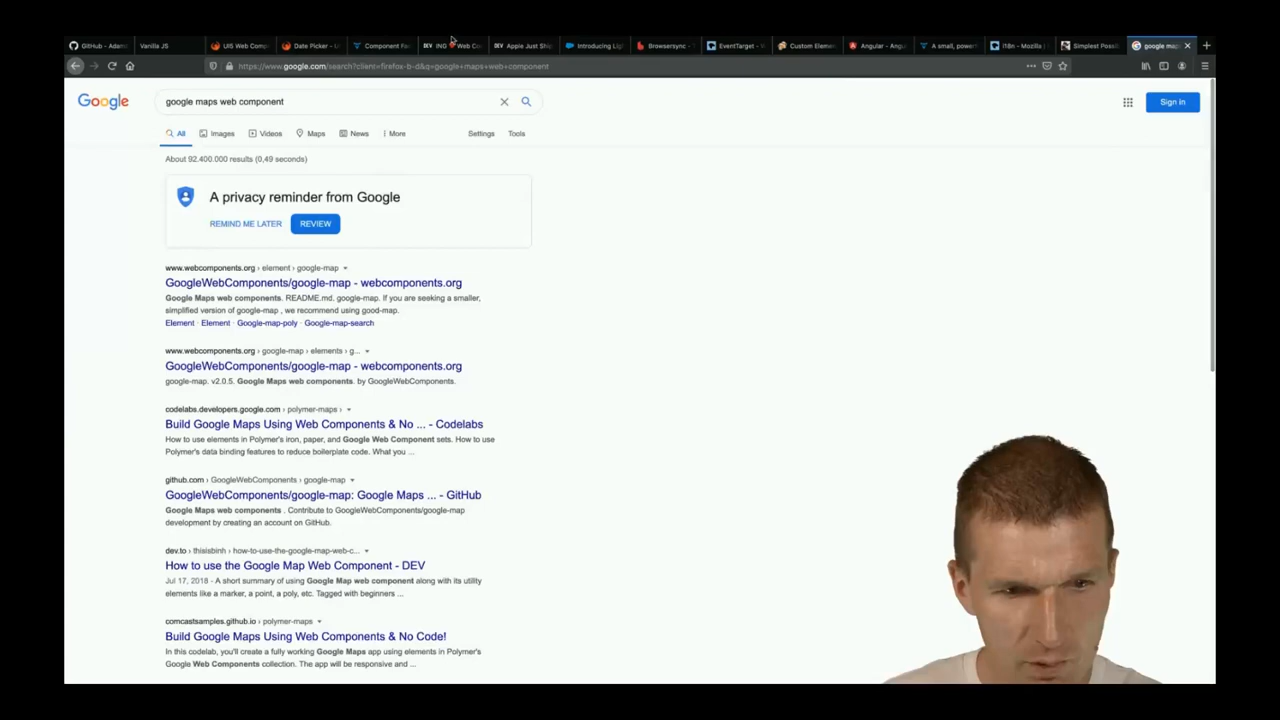 GitHub - Adam
Vanilla JS
UI5 Web Comp
Date Picker - U
Component Fa
DEV ING ❤ Web Co
DEV Apple Just Shi
Introducing Lig
Browsersync - T
EventTarget - W
Custom Eleme
Angular - Angu
A small, power
i18n - Mozilla |
Simplest Possi
google map
https://www.google.com/search?client=firefox-b-d&q=google+maps+web+component
Google
google maps web component
Sign in
All Images Videos Maps News More Settings Tools
About 92.400.000 results (0,49 seconds)
A privacy reminder from Google
REMIND ME LATER REVIEW
www.webcomponents.org › element › google-map
GoogleWebComponents/google-map - webcomponents.org
Google Maps web components. README.md. google-map. If you are seeking a smaller,
simplified version of google-map , we recommend using good-map.
Element · Element · Google-map-poly · Google-map-search
www.webcomponents.org › google-map › elements › g...
GoogleWebComponents/google-map - webcomponents.org
google-map. v2.0.5. Google Maps web components. by GoogleWebComponents.
codelabs.developers.google.com › polymer-maps ›
Build Google Maps Using Web Components & No ... - Codelabs
How to use elements in Polymer's iron, paper, and Google Web Component sets. How to use
Polymer's data binding features to reduce boilerplate code. What you ...
github.com › GoogleWebComponents › google-map
GoogleWebComponents/google-map: Google Maps ... - GitHub
Google Maps web components . Contribute to GoogleWebComponents/google-map
development by creating an account on GitHub.
dev.to › thisisbinh › how-to-use-the-google-map-web-c...
How to use the Google Map Web Component - DEV
Jul 17, 2018 - A short summary of using Google Map web component along with its utility
elements like a marker, a point, a poly, etc. Tagged with beginners ...
comcastsamples.github.io › polymer-maps
Build Google Maps Using Web Components & No Code!
In this codelab, you'll create a fully working Google Maps app using elements in Polymer's
Google Web Components collection. The app will be responsive and ...